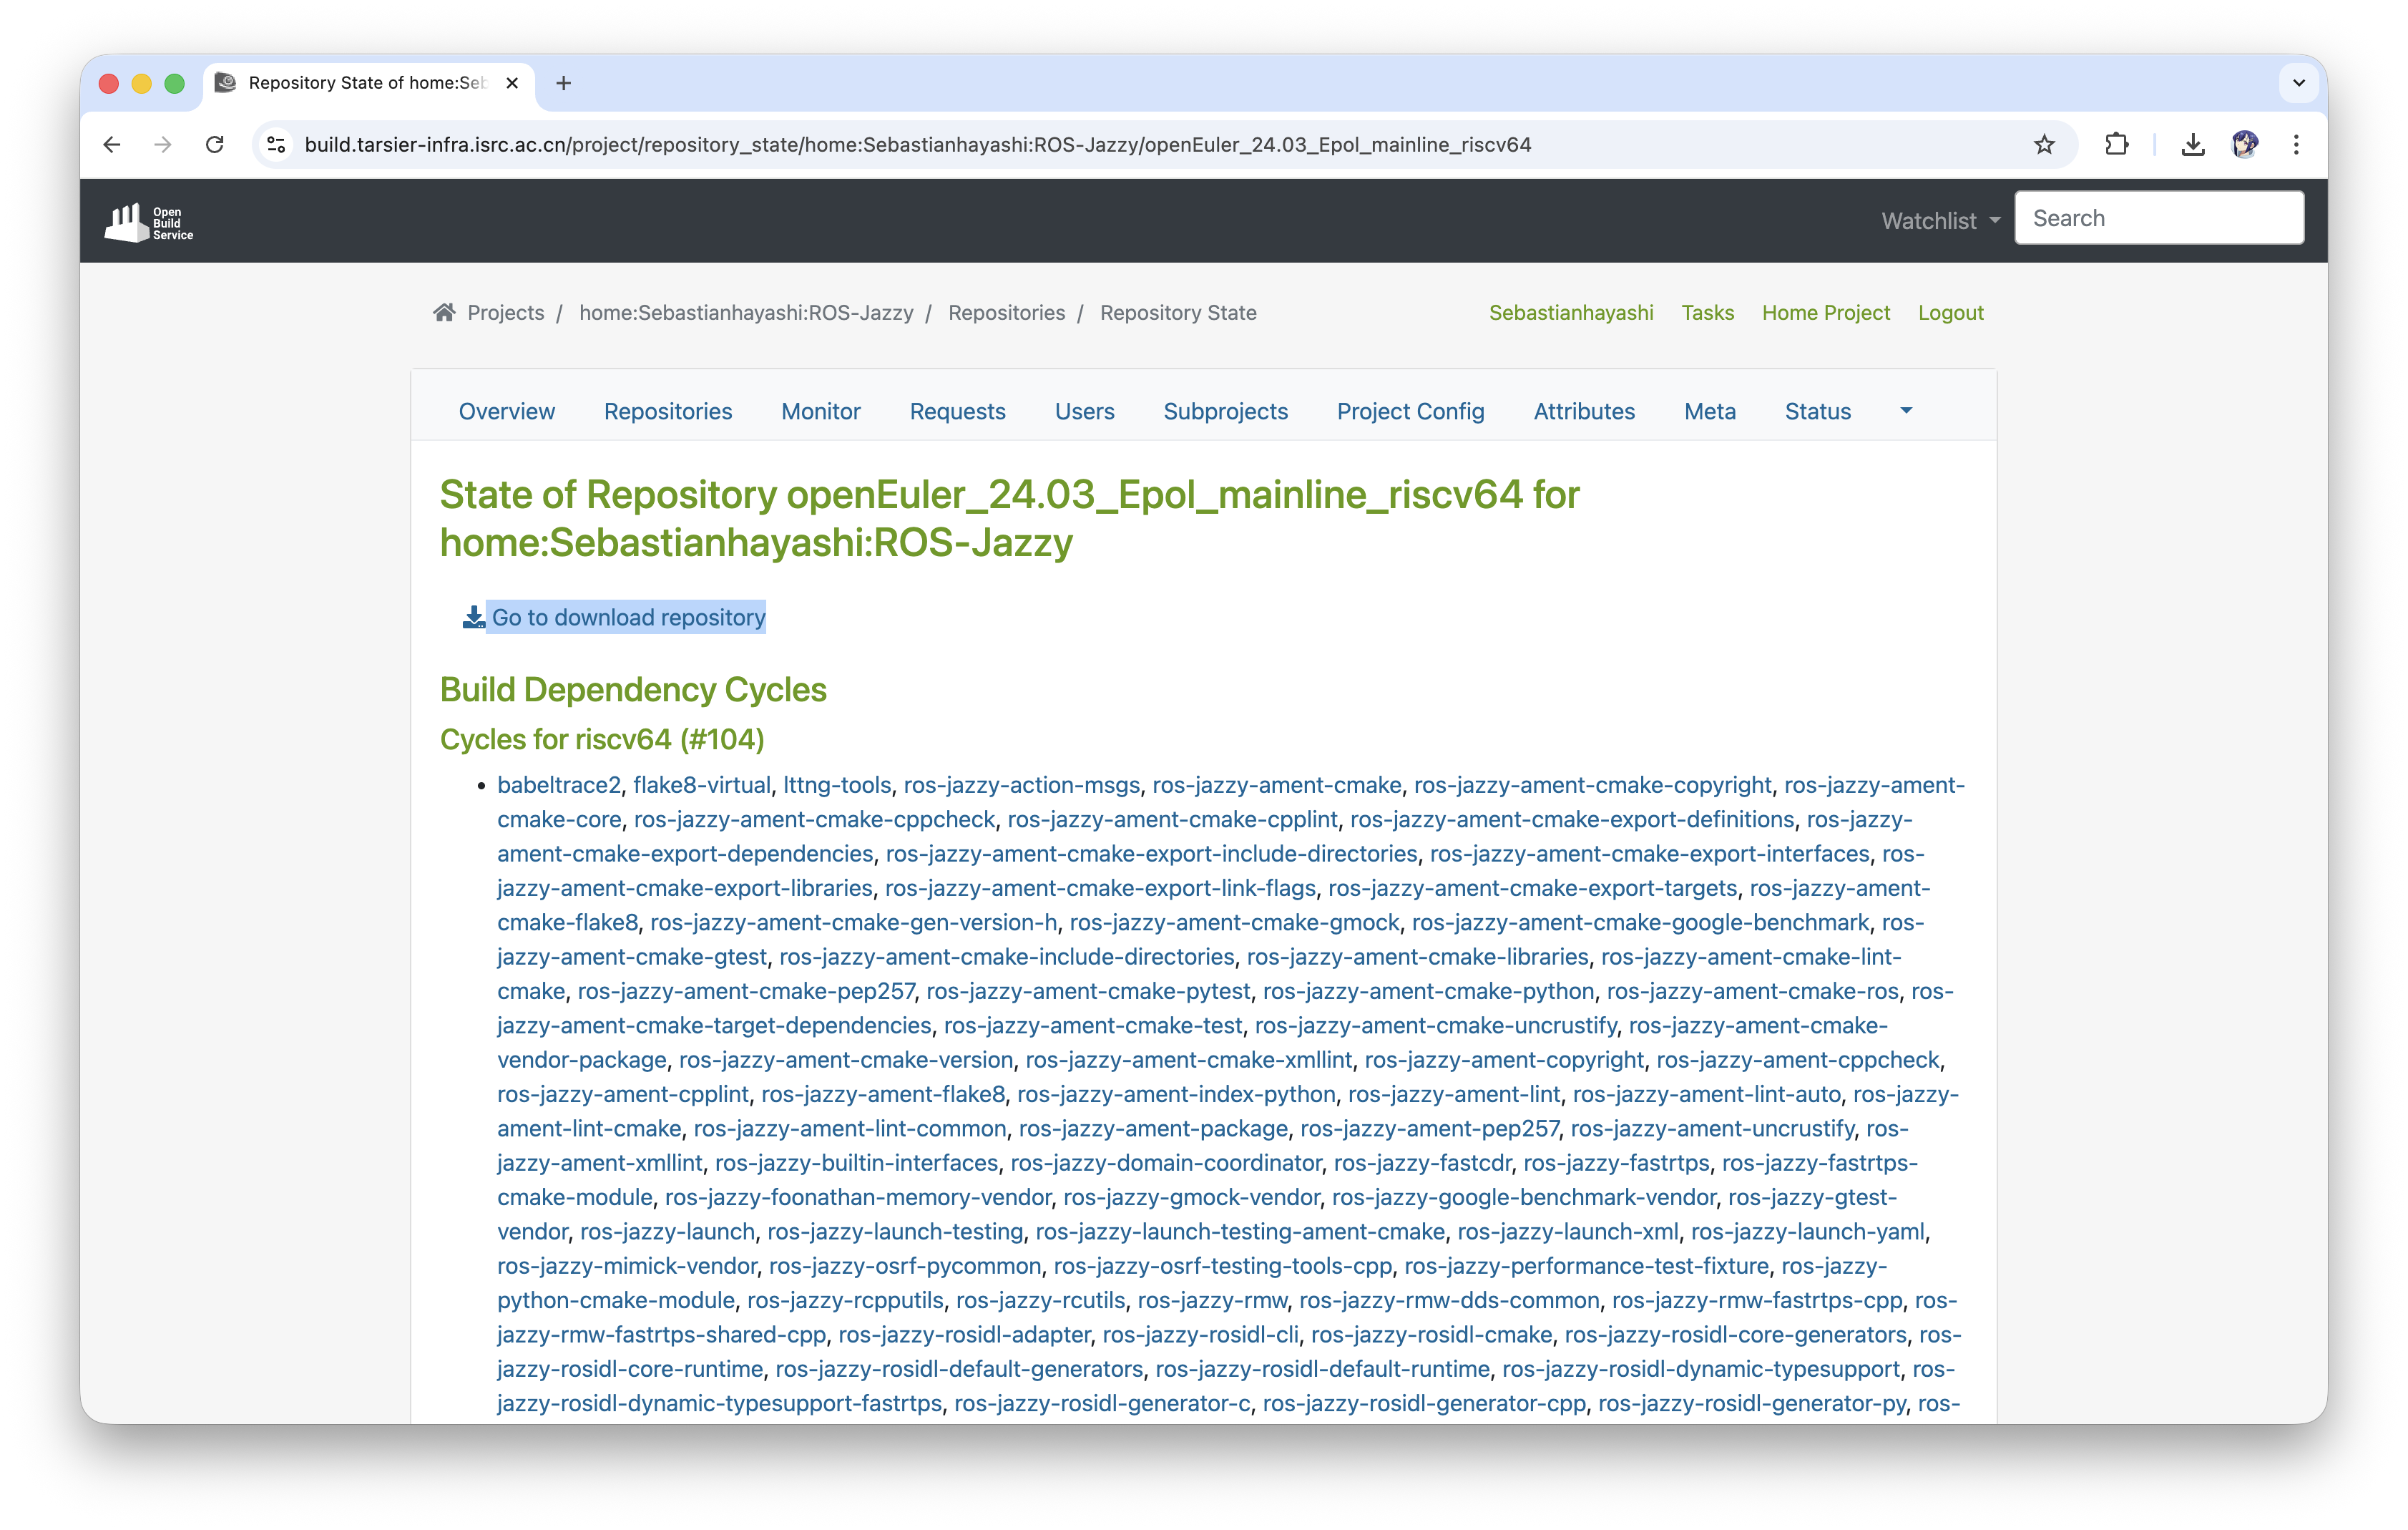 Repository State of home:Seb
build.tarsier-infra.isrc.ac.cn/project/repository_state/home:Sebastianhayashi:ROS-Jazzy/openEuler_24.03_Epol_mainline_riscv64
Open
Build
Service
Watchlist
Search
Projects / home:Sebastianhayashi:ROS-Jazzy / Repositories / Repository State
Sebastianhayashi Tasks Home Project Logout
Overview Repositories Monitor Requests Users Subprojects Project Config Attributes Meta Status
State of Repository openEuler_24.03_Epol_mainline_riscv64 for
home:Sebastianhayashi:ROS-Jazzy
Go to download repository
Build Dependency Cycles
Cycles for riscv64 (#104)
• babeltrace2, flake8-virtual, lttng-tools, ros-jazzy-action-msgs, ros-jazzy-ament-cmake, ros-jazzy-ament-cmake-copyright, ros-jazzy-ament-
cmake-core, ros-jazzy-ament-cmake-cppcheck, ros-jazzy-ament-cmake-cpplint, ros-jazzy-ament-cmake-export-definitions, ros-jazzy-
ament-cmake-export-dependencies, ros-jazzy-ament-cmake-export-include-directories, ros-jazzy-ament-cmake-export-interfaces, ros-
jazzy-ament-cmake-export-libraries, ros-jazzy-ament-cmake-export-link-flags, ros-jazzy-ament-cmake-export-targets, ros-jazzy-ament-
cmake-flake8, ros-jazzy-ament-cmake-gen-version-h, ros-jazzy-ament-cmake-gmock, ros-jazzy-ament-cmake-google-benchmark, ros-
jazzy-ament-cmake-gtest, ros-jazzy-ament-cmake-include-directories, ros-jazzy-ament-cmake-libraries, ros-jazzy-ament-cmake-lint-
cmake, ros-jazzy-ament-cmake-pep257, ros-jazzy-ament-cmake-pytest, ros-jazzy-ament-cmake-python, ros-jazzy-ament-cmake-ros, ros-
jazzy-ament-cmake-target-dependencies, ros-jazzy-ament-cmake-test, ros-jazzy-ament-cmake-uncrustify, ros-jazzy-ament-cmake-
vendor-package, ros-jazzy-ament-cmake-version, ros-jazzy-ament-cmake-xmllint, ros-jazzy-ament-copyright, ros-jazzy-ament-cppcheck,
ros-jazzy-ament-cpplint, ros-jazzy-ament-flake8, ros-jazzy-ament-index-python, ros-jazzy-ament-lint, ros-jazzy-ament-lint-auto, ros-jazzy-
ament-lint-cmake, ros-jazzy-ament-lint-common, ros-jazzy-ament-package, ros-jazzy-ament-pep257, ros-jazzy-ament-uncrustify, ros-
jazzy-ament-xmllint, ros-jazzy-builtin-interfaces, ros-jazzy-domain-coordinator, ros-jazzy-fastcdr, ros-jazzy-fastrtps, ros-jazzy-fastrtps-
cmake-module, ros-jazzy-foonathan-memory-vendor, ros-jazzy-gmock-vendor, ros-jazzy-google-benchmark-vendor, ros-jazzy-gtest-
vendor, ros-jazzy-launch, ros-jazzy-launch-testing, ros-jazzy-launch-testing-ament-cmake, ros-jazzy-launch-xml, ros-jazzy-launch-yaml,
ros-jazzy-mimick-vendor, ros-jazzy-osrf-pycommon, ros-jazzy-osrf-testing-tools-cpp, ros-jazzy-performance-test-fixture, ros-jazzy-
python-cmake-module, ros-jazzy-rcpputils, ros-jazzy-rcutils, ros-jazzy-rmw, ros-jazzy-rmw-dds-common, ros-jazzy-rmw-fastrtps-cpp, ros-
jazzy-rmw-fastrtps-shared-cpp, ros-jazzy-rosidl-adapter, ros-jazzy-rosidl-cli, ros-jazzy-rosidl-cmake, ros-jazzy-rosidl-core-generators, ros-
jazzy-rosidl-core-runtime, ros-jazzy-rosidl-default-generators, ros-jazzy-rosidl-default-runtime, ros-jazzy-rosidl-dynamic-typesupport, ros-
jazzy-rosidl-dynamic-typesupport-fastrtps, ros-jazzy-rosidl-generator-c, ros-jazzy-rosidl-generator-cpp, ros-jazzy-rosidl-generator-py, ros-